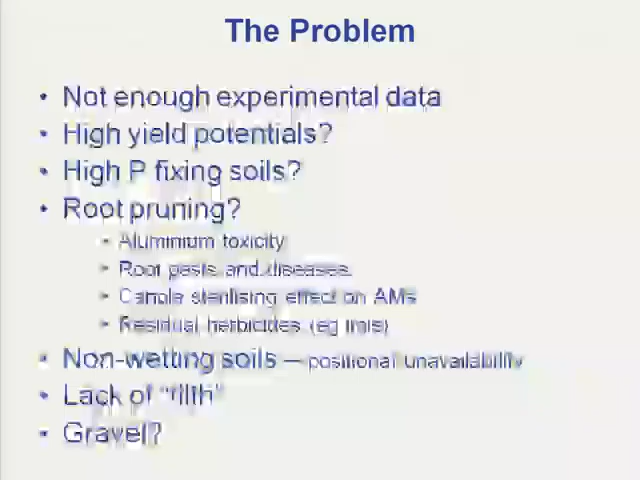 The Problem
• Not enough experimental data
• High yield potentials?
• High P fixing soils?
• Root pruning?
• Aluminium toxicity
• Root pests and diseases
• Canola sterilising effect on AMs
• Residual herbicides (eg imis)
• Non-wetting soils – positional unavailability
• Lack of "tilth"
• Gravel?